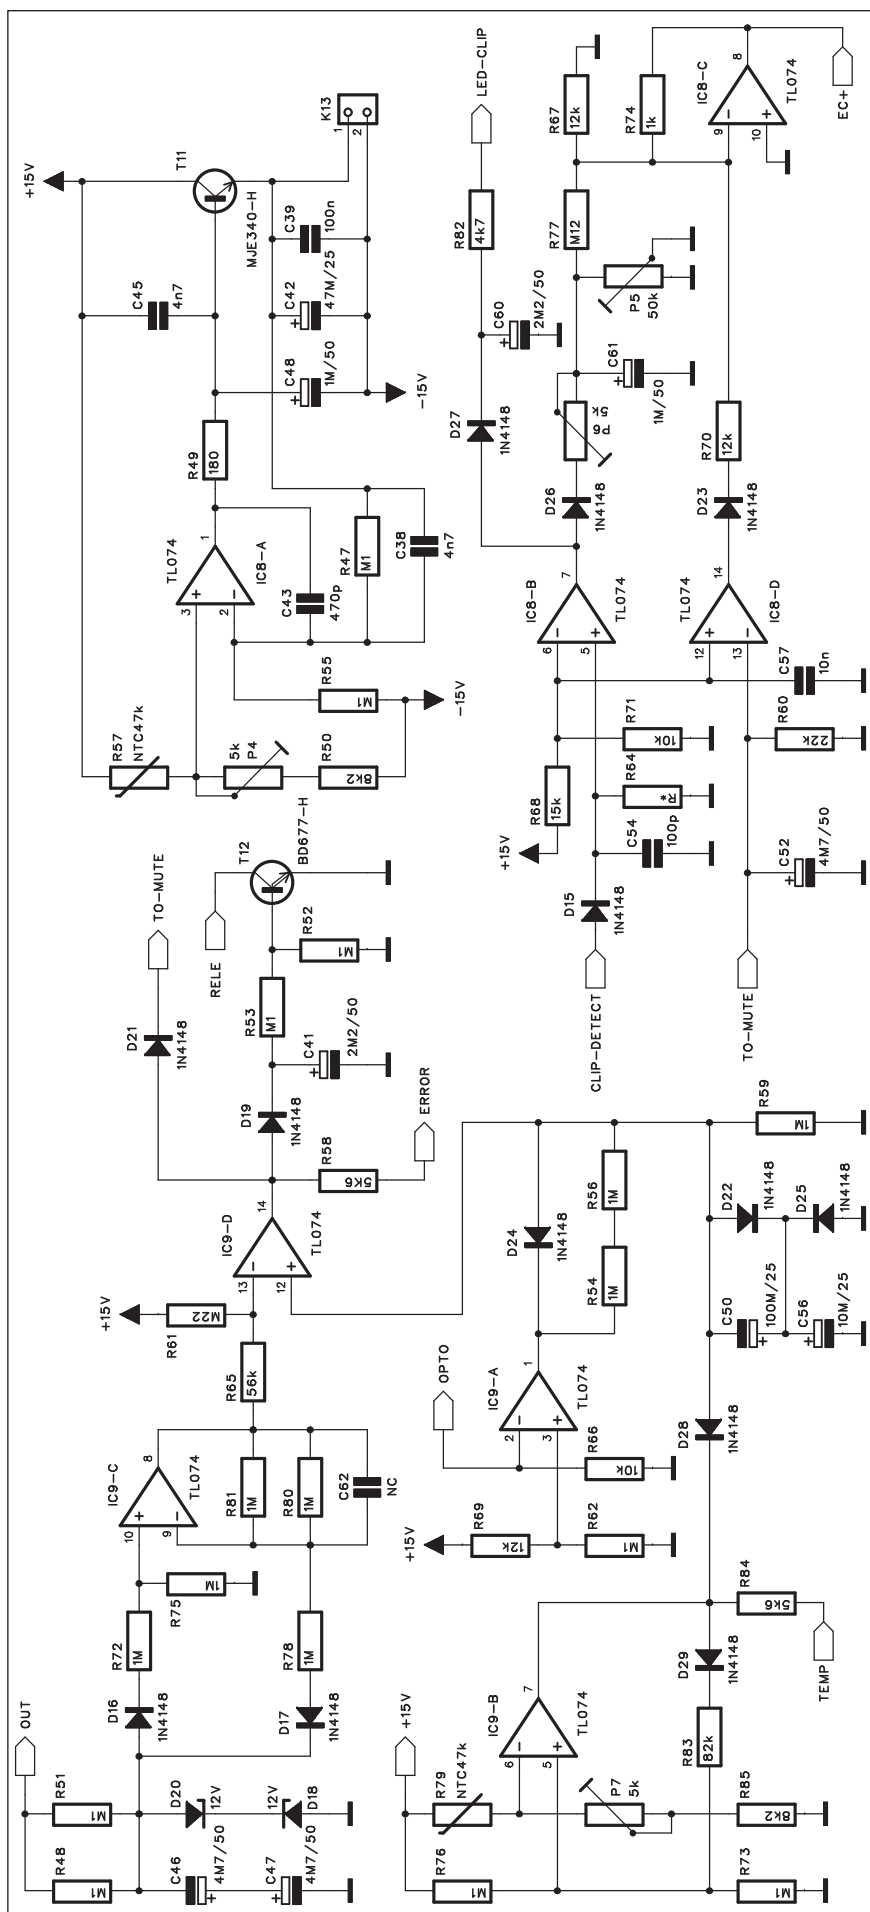 +15V
T11
MJE340-H
K13
1
2
C45
4n7
C39
100n
C42
47M/25
C48
1M/50
-15V
R49
180
TL074
IC8-A
1
3
2
C43
470p
R47
M1
C38
4n7
R55
M1
-15V
R57
NTC47k
5k
P4
R50
8k2
TO-MUTE
T12
BD677-H
RELE
R52
M1
R53
M1
D21
1N4148
C41
2M2/50
D19
1N4148
ERROR
R58
5K6
IC9-D
TL074
14
13
12
+15V
R61
M22
R65
56k
IC9-C
TL074
8
10
9
R81
1M
R80
1M
C62
NC
R75
1M
R72
1M
R78
1M
D16
1N4148
D17
1N4148
OUT
R51
M1
R48
M1
D20
12V
12V
D18
C46
4M7/50
C47
4M7/50
LED-CLIP
R82
4k7
C60
2M2/50
D27
1N4148
R67
12k
R74
1k
IC8-C
TL074
8
9
10
EC+
R77
M12
P5
50k
C61
1M/50
5k
P6
D26
1N4148
R70
12k
D23
1N4148
IC8-B
TL074
7
6
5
TL074
IC8-D
14
12
13
C57
10n
R60
22k
R71
10k
R64
R*
R68
15k
+15V
C54
100p
C52
4M7/50
D15
1N4148
CLIP-DETECT
TO-MUTE
R59
1M
D24
1N4148
R56
1M
R54
1M
D22
1N4148
D25
1N4148
C50
100M/25
C56
10M/25
OPTO
IC9-A
TL074
1
2
3
R66
10k
D28
1N4148
+15V
R69
12k
R62
M1
R84
5k6
TEMP
D29
1N4148
R83
82k
IC9-B
TL074
7
6
5
+15V
R79
NTC47k
R76
M1
P7
5k
R85
8k2
R73
M1